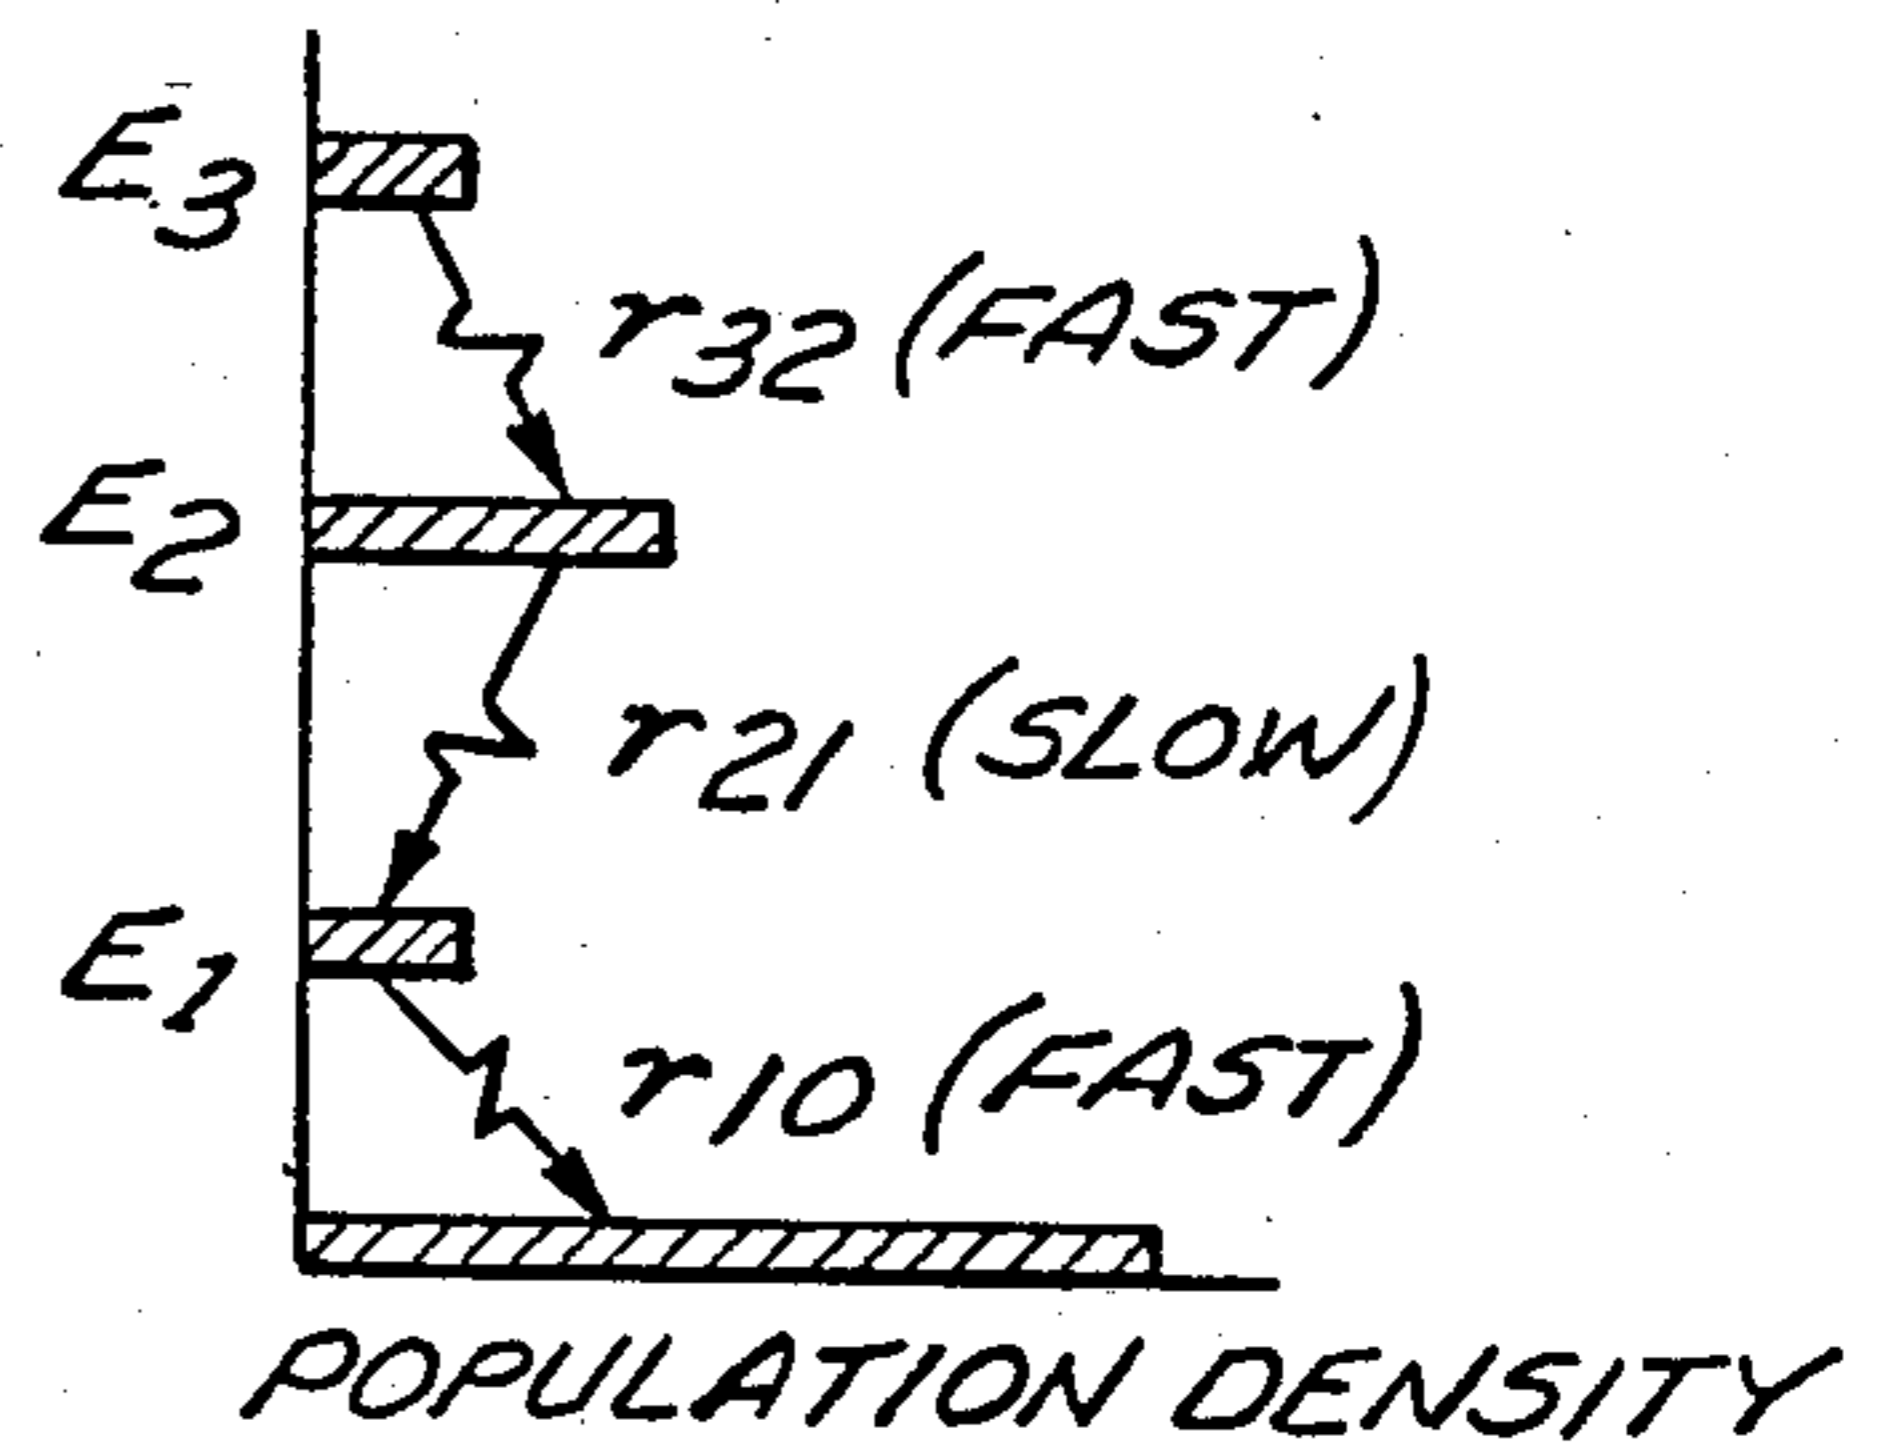 E3
r32 (FAST)
E2
r21 (SLOW)
E1
r10 (FAST)
POPULATION DENSITY